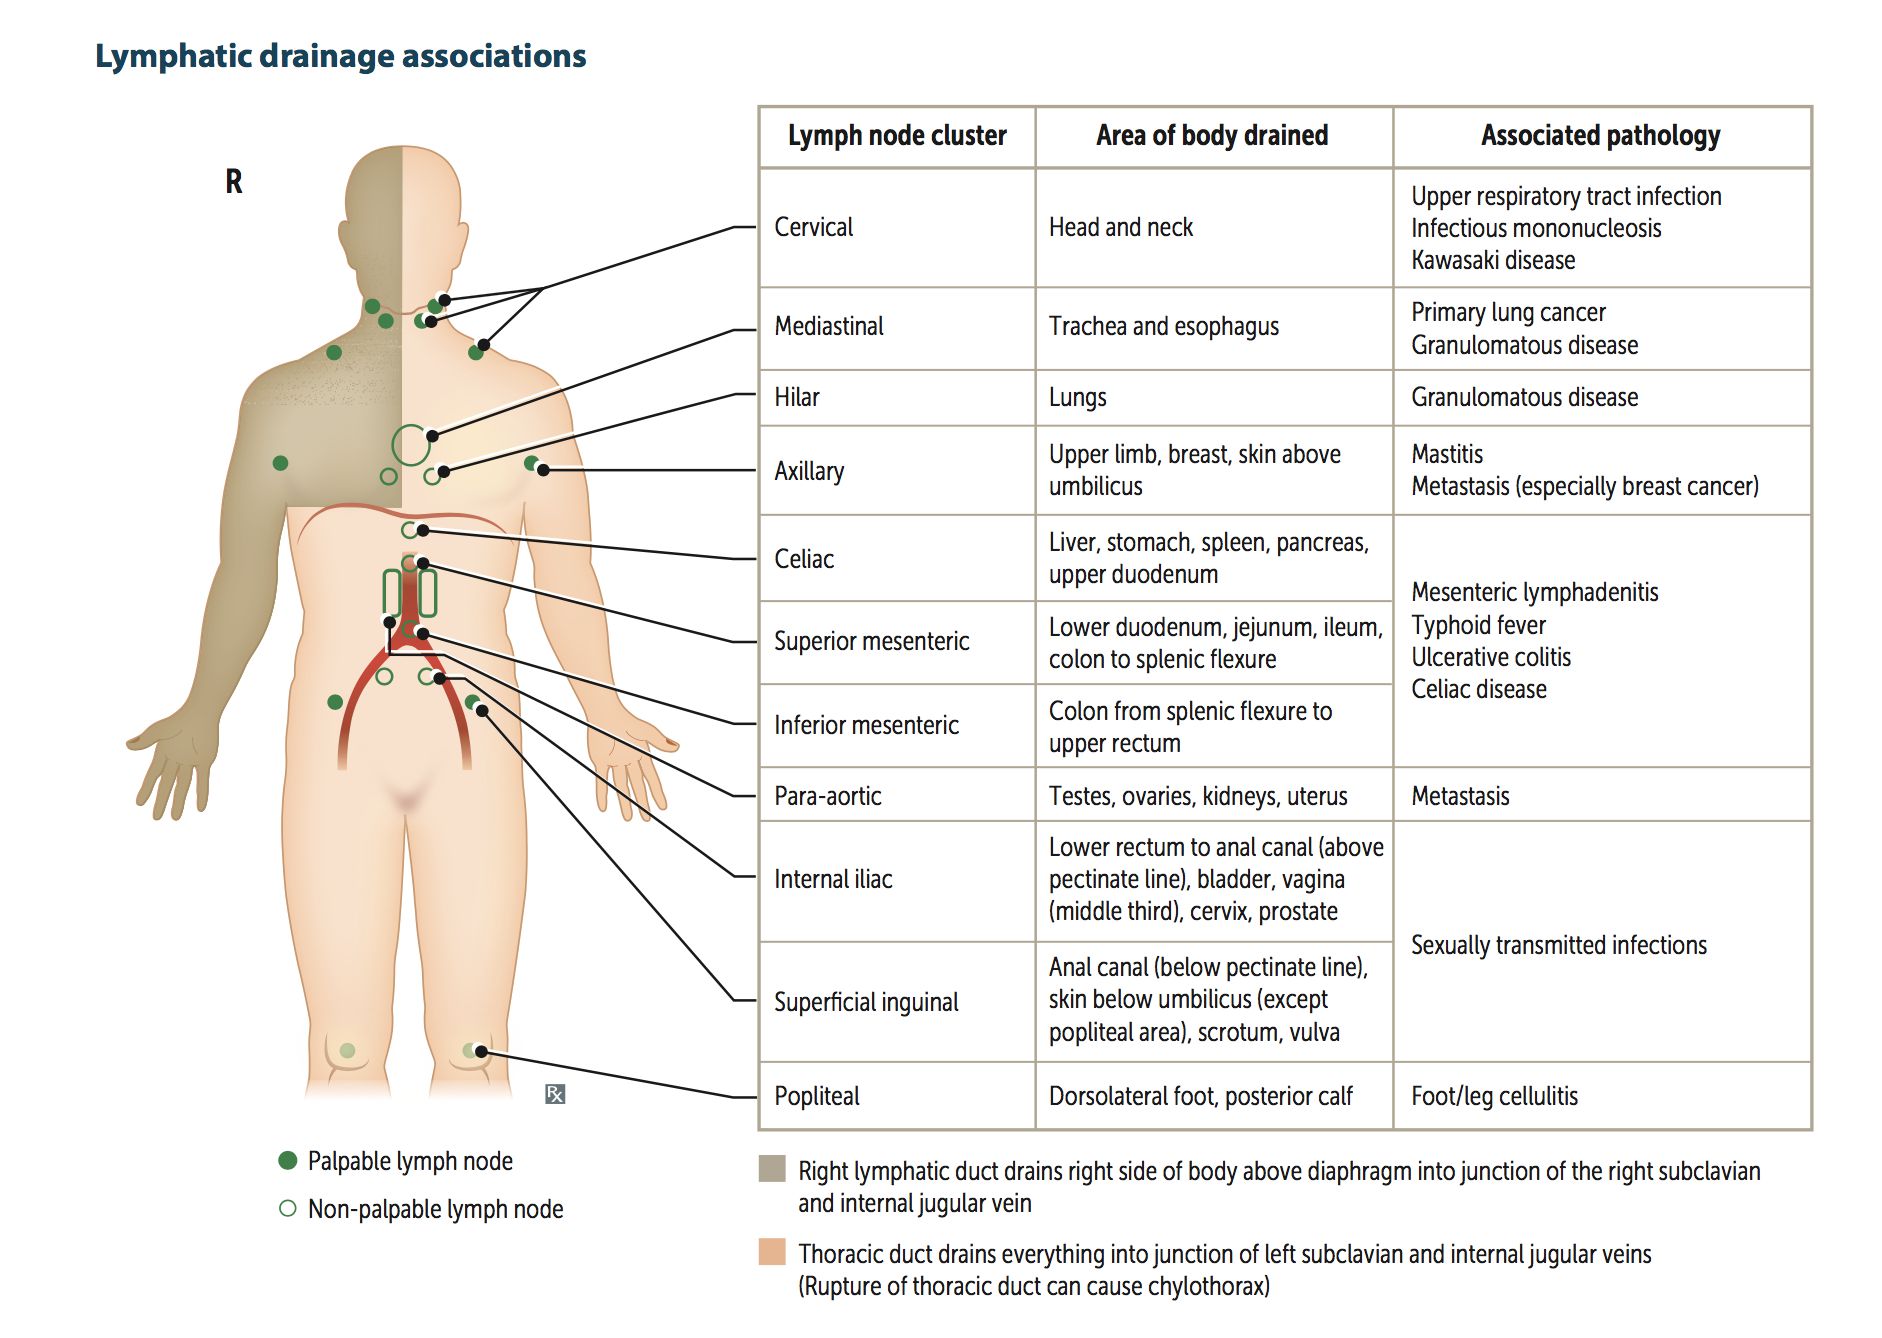 Lymphatic drainage associations
R
Lymph node cluster
Area of body drained
Associated pathology
Cervical
Head and neck
Upper respiratory tract infection
Infectious mononucleosis
Kawasaki disease
Mediastinal
Trachea and esophagus
Primary lung cancer
Granulomatous disease
Hilar
Lungs
Granulomatous disease
Axillary
Upper limb, breast, skin above
umbilicus
Mastitis
Metastasis (especially breast cancer)
Celiac
Liver, stomach, spleen, pancreas,
upper duodenum
Mesenteric lymphadenitis
Typhoid fever
Ulcerative colitis
Celiac disease
Superior mesenteric
Lower duodenum, jejunum, ileum,
colon to splenic flexure
Inferior mesenteric
Colon from splenic flexure to
upper rectum
Para-aortic
Testes, ovaries, kidneys, uterus
Metastasis
Internal iliac
Lower rectum to anal canal (above
pectinate line), bladder, vagina
(middle third), cervix, prostate
Sexually transmitted infections
Superficial inguinal
Anal canal (below pectinate line),
skin below umbilicus (except
popliteal area), scrotum, vulva
Popliteal
Dorsolateral foot, posterior calf
Foot/leg cellulitis
Rx
Palpable lymph node
Non-palpable lymph node
Right lymphatic duct drains right side of body above diaphragm into junction of the right subclavian
and internal jugular vein
Thoracic duct drains everything into junction of left subclavian and internal jugular veins
(Rupture of thoracic duct can cause chylothorax)